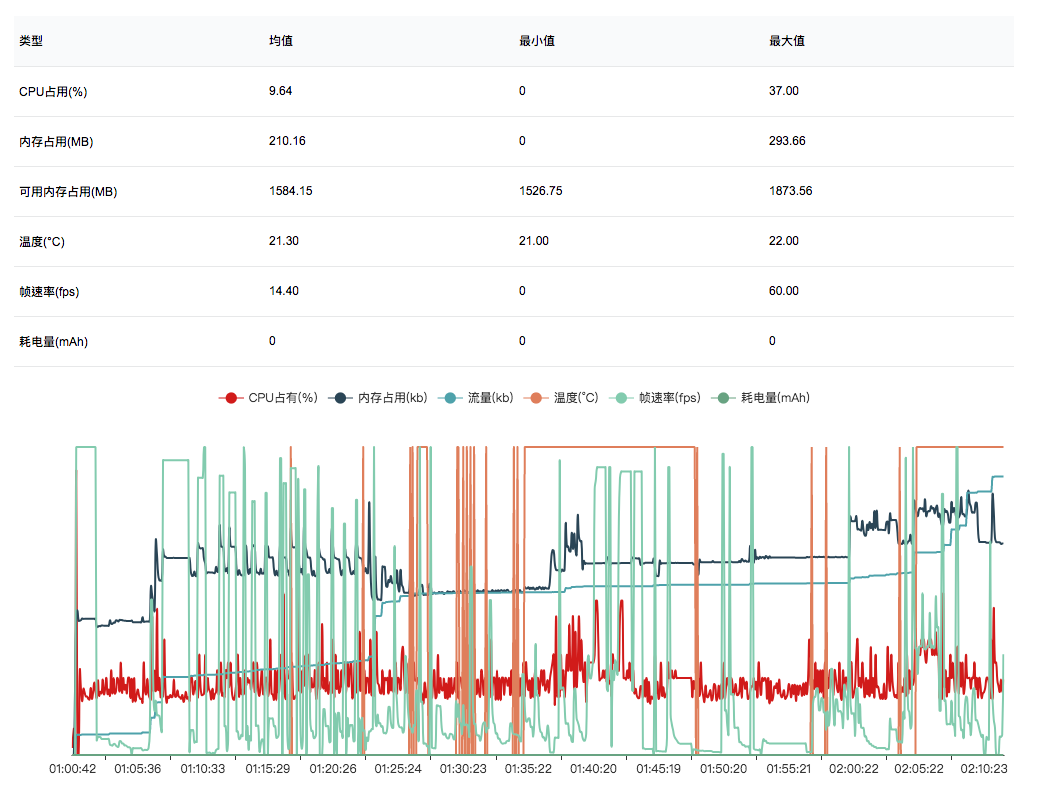 类型 均值 最小值 最大值
CPU占用(%) 9.64 0 37.00
内存占用(MB) 210.16 0 293.66
可用内存占用(MB) 1584.15 1526.75 1873.56
温度(°C) 21.30 21.00 22.00
帧速率(fps) 14.40 0 60.00
耗电量(mAh) 0 0 0
CPU占有(%) 内存占用(kb) 流量(kb) 温度(°C) 帧速率(fps) 耗电量(mAh)
01:00:42 01:05:36 01:10:33 01:15:29 01:20:26 01:25:24 01:30:23 01:35:22 01:40:20 01:45:19 01:50:20 01:55:21 02:00:22 02:05:22 02:10:23